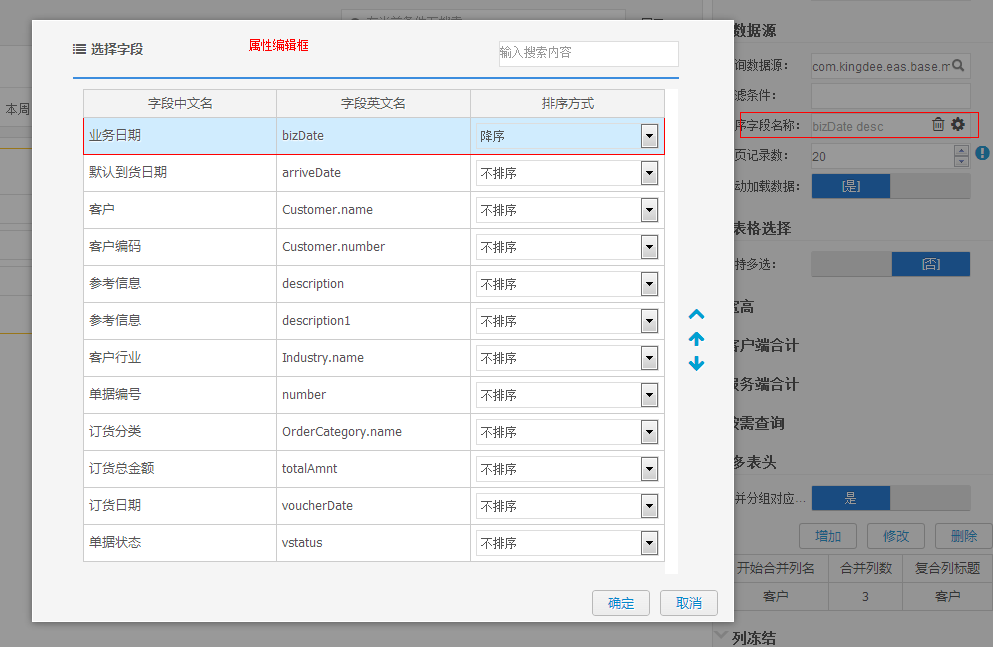 选择字段
属性编辑框
输入搜索内容
字段中文名 字段英文名 排序方式
业务日期 bizDate 降序
默认到货日期 arriveDate 不排序
客户 Customer.name 不排序
客户编码 Customer.number 不排序
参考信息 description 不排序
参考信息 description1 不排序
客户行业 Industry.name 不排序
单据编号 number 不排序
订货分类 OrderCategory.name 不排序
订货总金额 totalAmnt 不排序
订货日期 voucherDate 不排序
单据状态 vstatus 不排序
确定 取消
本周
数据源
询数据源: com.kingdee.eas.base.m
滤条件:
序字段名称: bizDate desc
页记录数: 20
动加载数据: [是]
表格选择
持多选: [否]
宽高
客户端合计
服务端合计
按需查询
多表头
并分组对应... 是
增加 修改 删除
开始合并列名 合并列数 复合列标题
客户 3 客户
列冻结